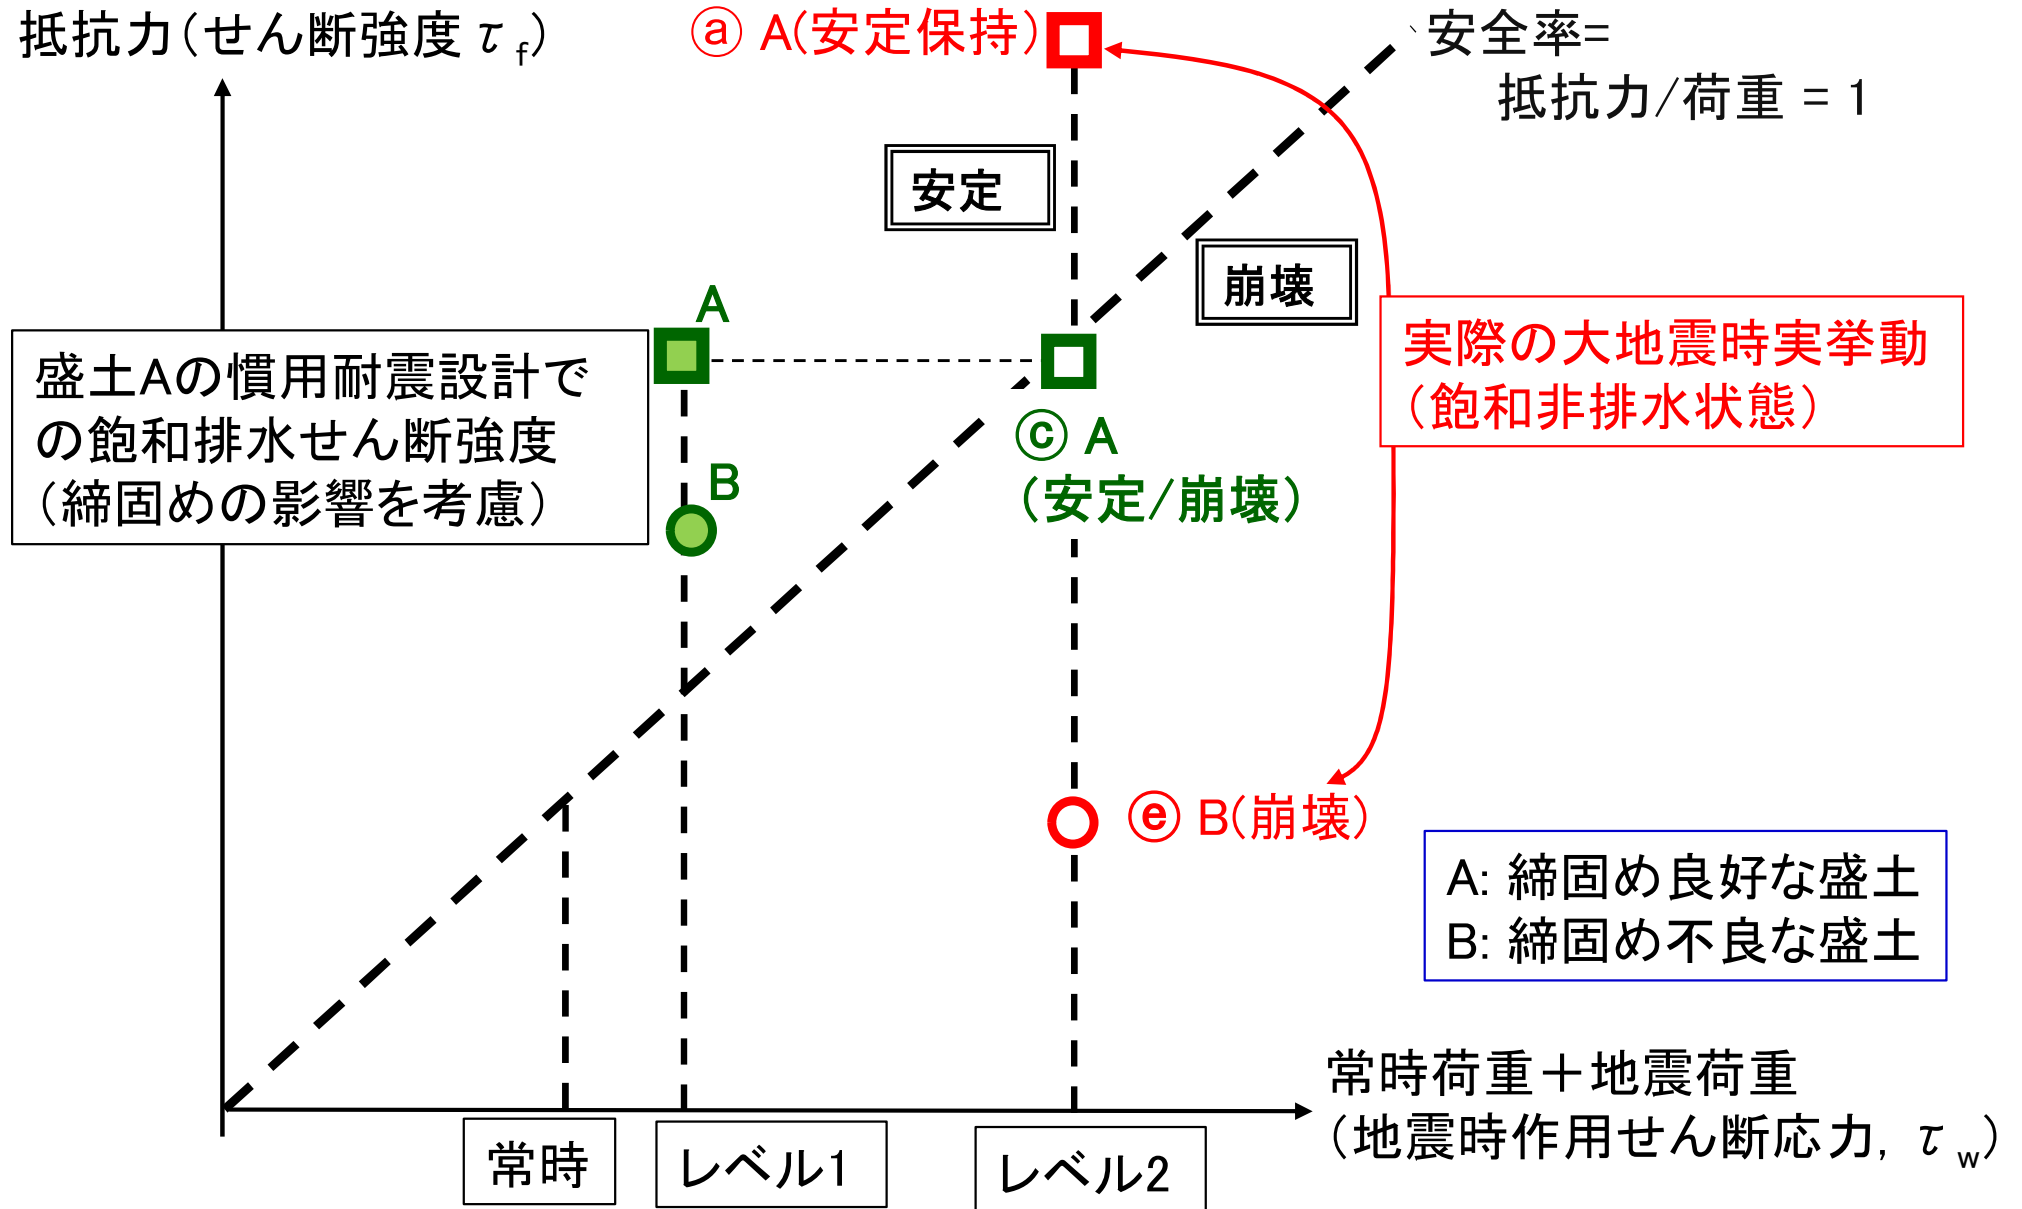 抵抗力(せん断強度τf)
ⓐ A(安定保持)
安全率=
抵抗力/荷重 = 1
安定
崩壊
A
盛土Aの慣用耐震設計で
の飽和排水せん断強度
(締固めの影響を考慮)
実際の大地震時実挙動
(飽和非排水状態)
ⓒ A
(安定/崩壊)
B
ⓔ B(崩壊)
A: 締固め良好な盛土
B: 締固め不良な盛土
常時荷重+地震荷重
(地震時作用せん断応力, τw)
常時
レベル1
レベル2